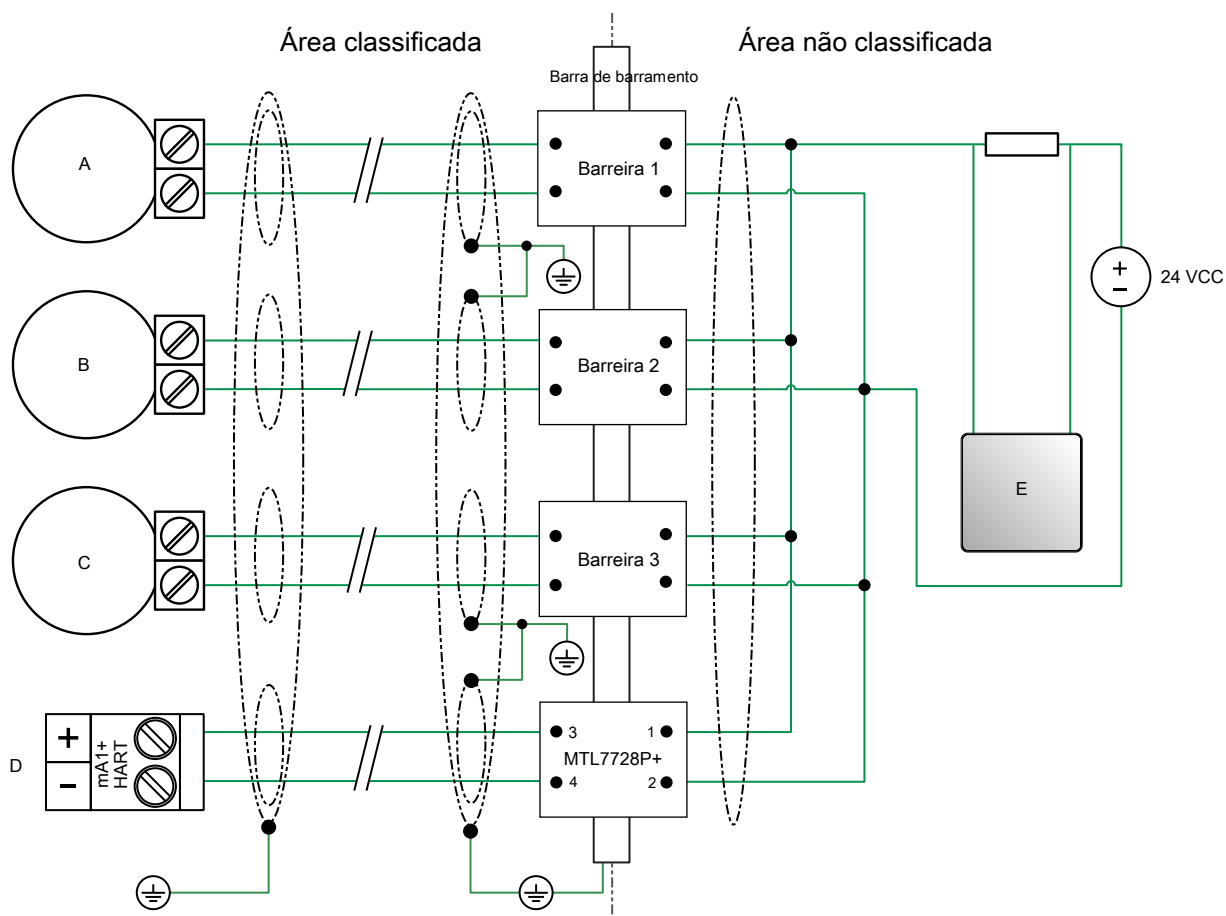 Área classificada
Área não classificada
Barra de barramento
A
Barreira 1
+
−
24 VCC
B
Barreira 2
C
Barreira 3
E
D
+
−
mA1+
HART
3
4
1
2
MTL7728P+